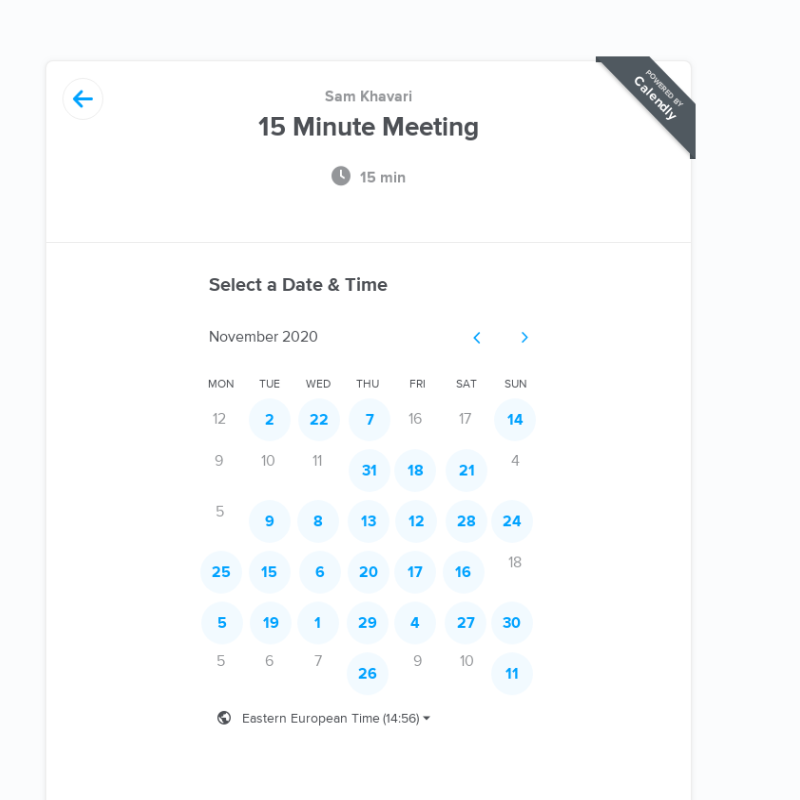 POWERED BY
Calendly
Sam Khavari
15 Minute Meeting
15 min
Select a Date & Time
November 2020
MON TUE WED THU FRI SAT SUN
12 2 22 7 16 17 14
9 10 11 31 18 21 4
5 9 8 13 12 28 24
25 15 6 20 17 16 18
5 19 1 29 4 27 30
5 6 7 26 9 10 11
Eastern European Time (14:56)